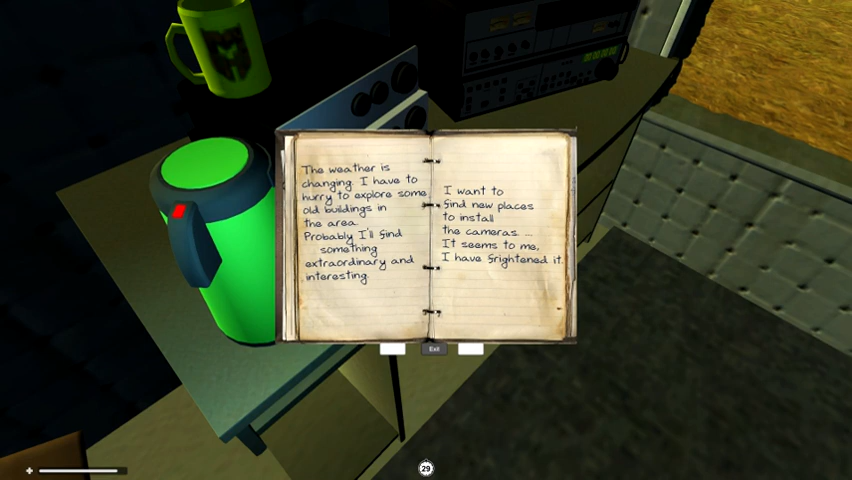 The weather is
changing. I have to
hurry to explore some
old buildings in
the area.
Probably I'll find
something
extraordinary and
interesting.
I want to
find new places
to install
the cameras. ...
It seems to me,
I have frightened it.
Exit
29